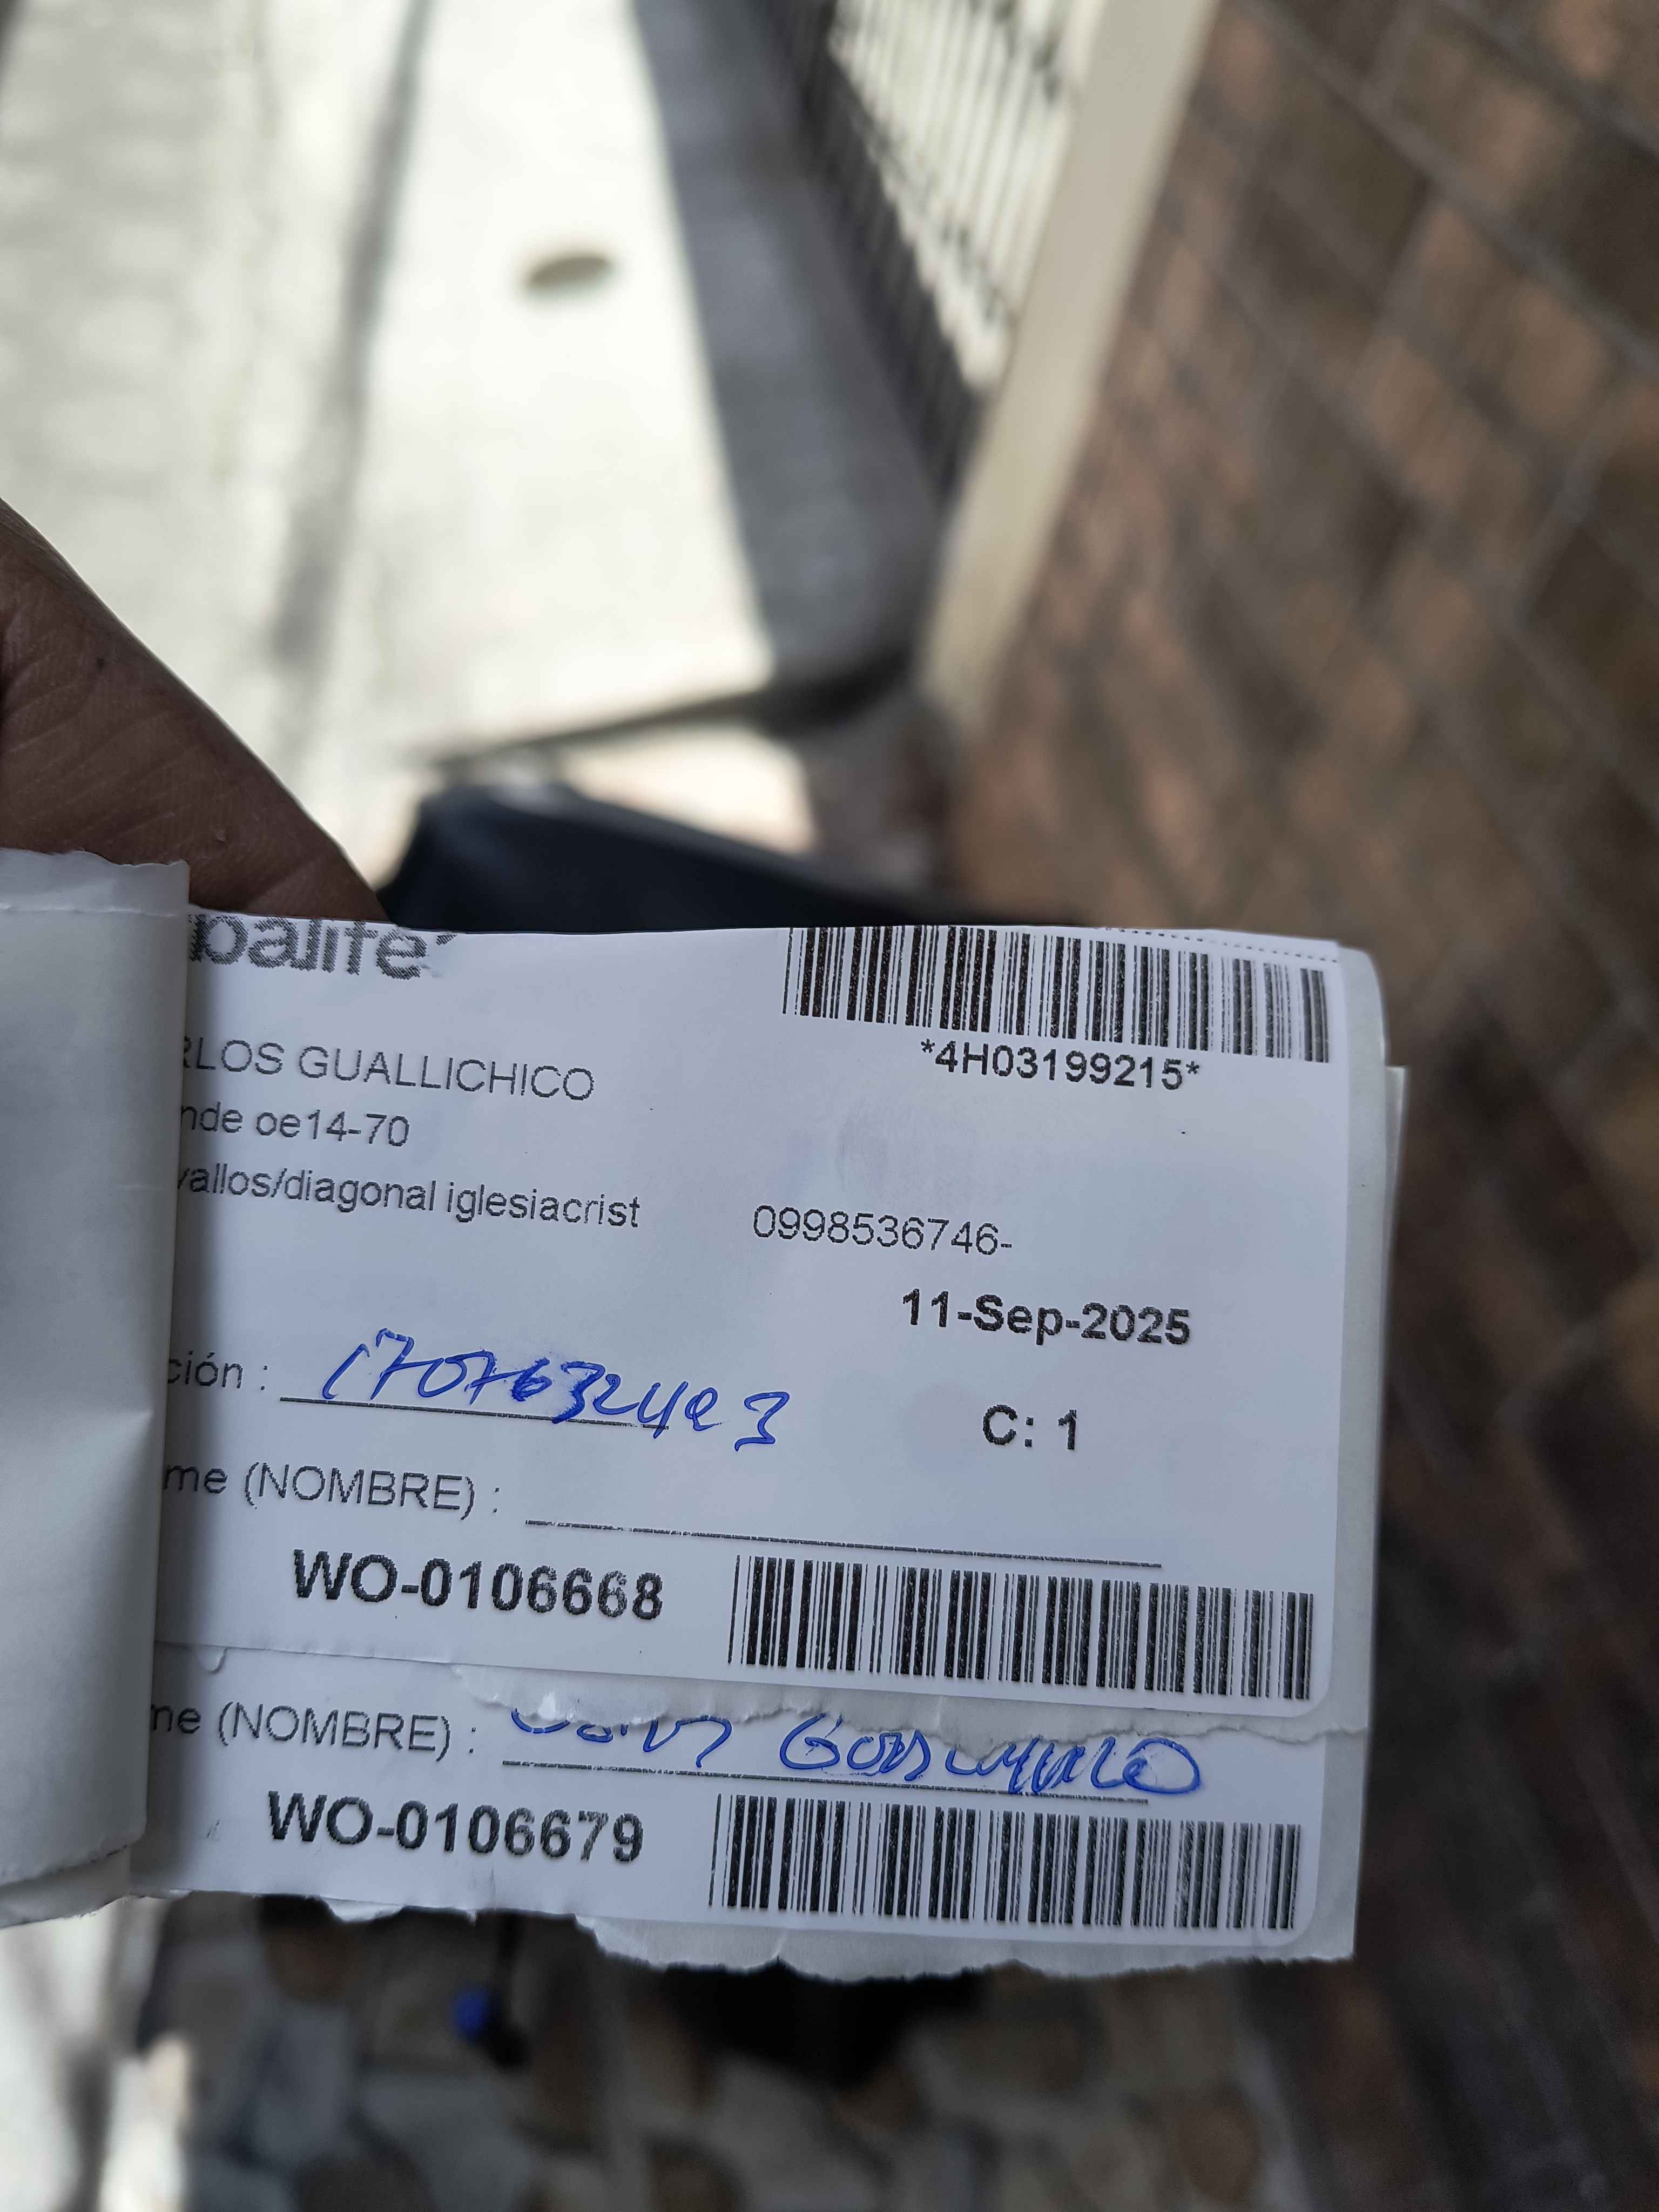 balife
RLOS GUALLICHICO
*4H03199215*
nde oe14-70
vallos/diagonal iglesiacrist
0998536746-
11-Sep-2025
ción :
C: 1
me (NOMBRE) :
WO-0106668
me (NOMBRE) :
WO-0106679